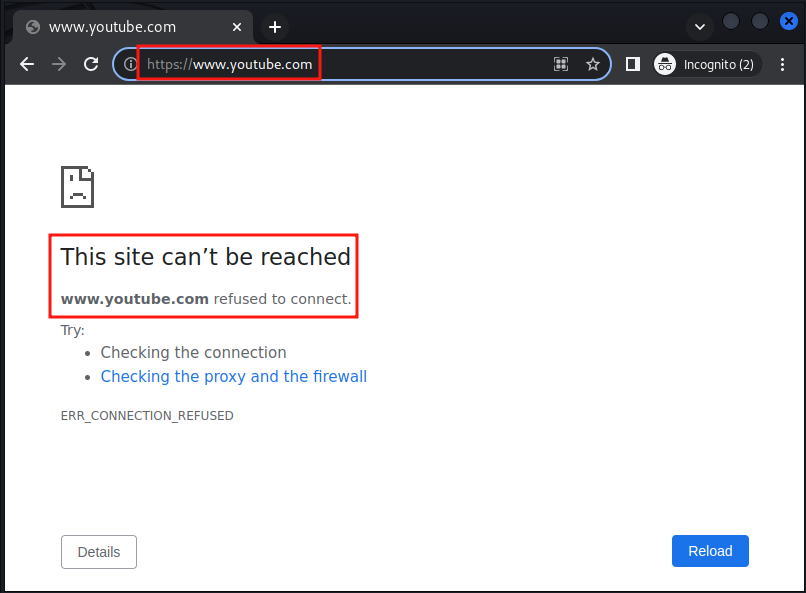 www.youtube.com
https://www.youtube.com
Incognito (2)
This site can’t be reached
www.youtube.com refused to connect.
Try:
Checking the connection
Checking the proxy and the firewall
ERR_CONNECTION_REFUSED
Details
Reload